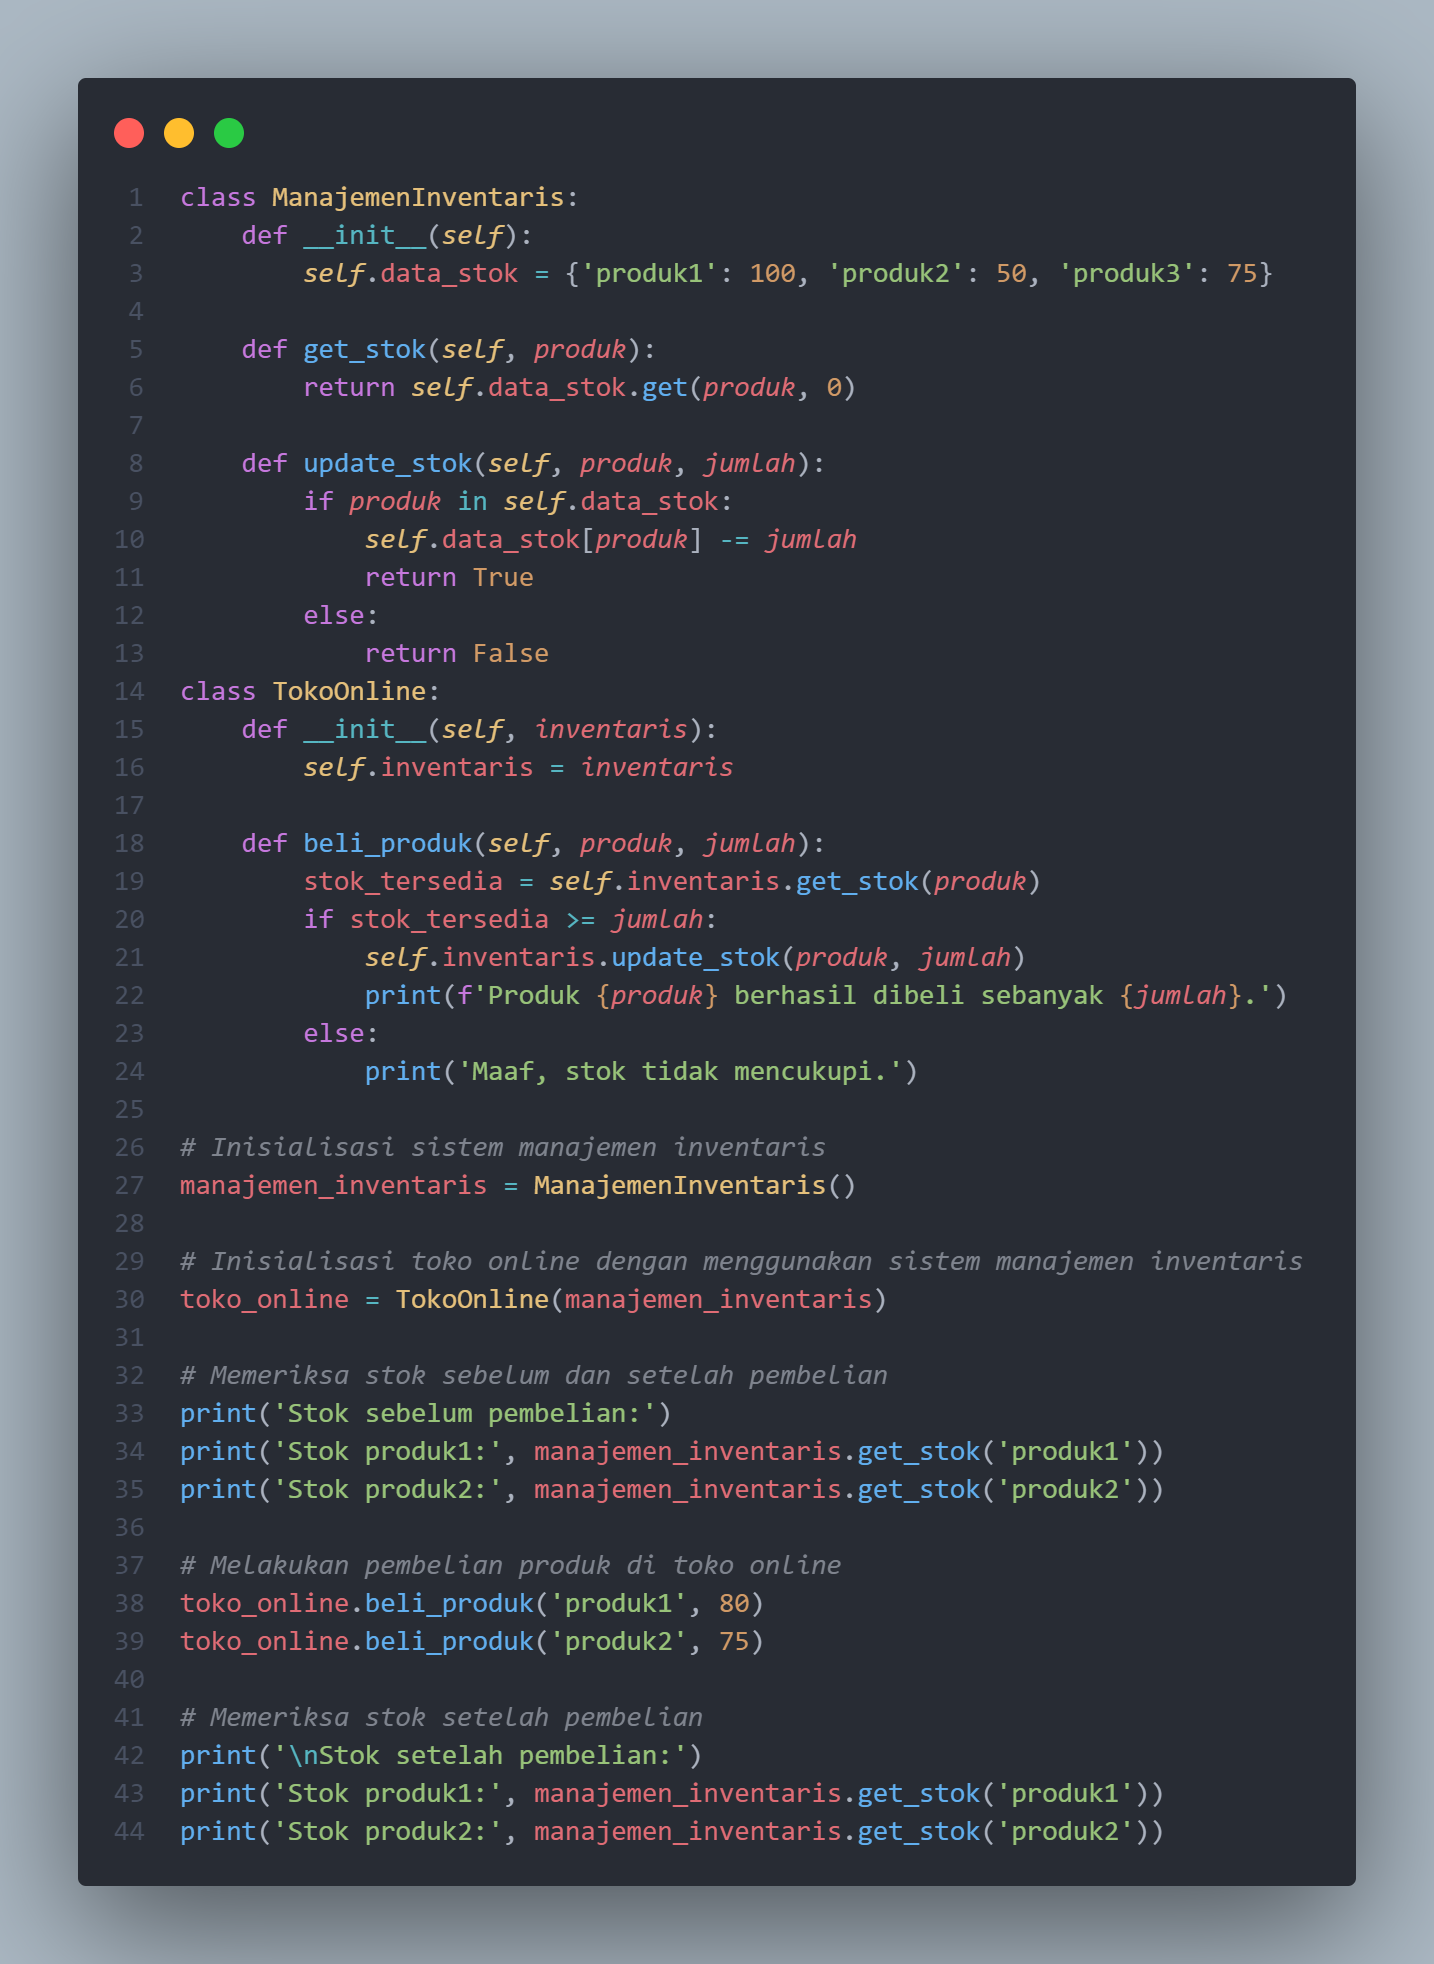 1 class ManajemenInventaris:
2     def __init__(self):
3         self.data_stok = {'produk1': 100, 'produk2': 50, 'produk3': 75}
4
5     def get_stok(self, produk):
6         return self.data_stok.get(produk, 0)
7
8     def update_stok(self, produk, jumlah):
9         if produk in self.data_stok:
10             self.data_stok[produk] -= jumlah
11             return True
12         else:
13             return False
14 class TokoOnline:
15     def __init__(self, inventaris):
16         self.inventaris = inventaris
17
18     def beli_produk(self, produk, jumlah):
19         stok_tersedia = self.inventaris.get_stok(produk)
20         if stok_tersedia >= jumlah:
21             self.inventaris.update_stok(produk, jumlah)
22             print(f'Produk {produk} berhasil dibeli sebanyak {jumlah}.')
23         else:
24             print('Maaf, stok tidak mencukupi.')
25
26 # Inisialisasi sistem manajemen inventaris
27 manajemen_inventaris = ManajemenInventaris()
28
29 # Inisialisasi toko online dengan menggunakan sistem manajemen inventaris
30 toko_online = TokoOnline(manajemen_inventaris)
31
32 # Memeriksa stok sebelum dan setelah pembelian
33 print('Stok sebelum pembelian:')
34 print('Stok produk1:', manajemen_inventaris.get_stok('produk1'))
35 print('Stok produk2:', manajemen_inventaris.get_stok('produk2'))
36
37 # Melakukan pembelian produk di toko online
38 toko_online.beli_produk('produk1', 80)
39 toko_online.beli_produk('produk2', 75)
40
41 # Memeriksa stok setelah pembelian
42 print('\nStok setelah pembelian:')
43 print('Stok produk1:', manajemen_inventaris.get_stok('produk1'))
44 print('Stok produk2:', manajemen_inventaris.get_stok('produk2'))